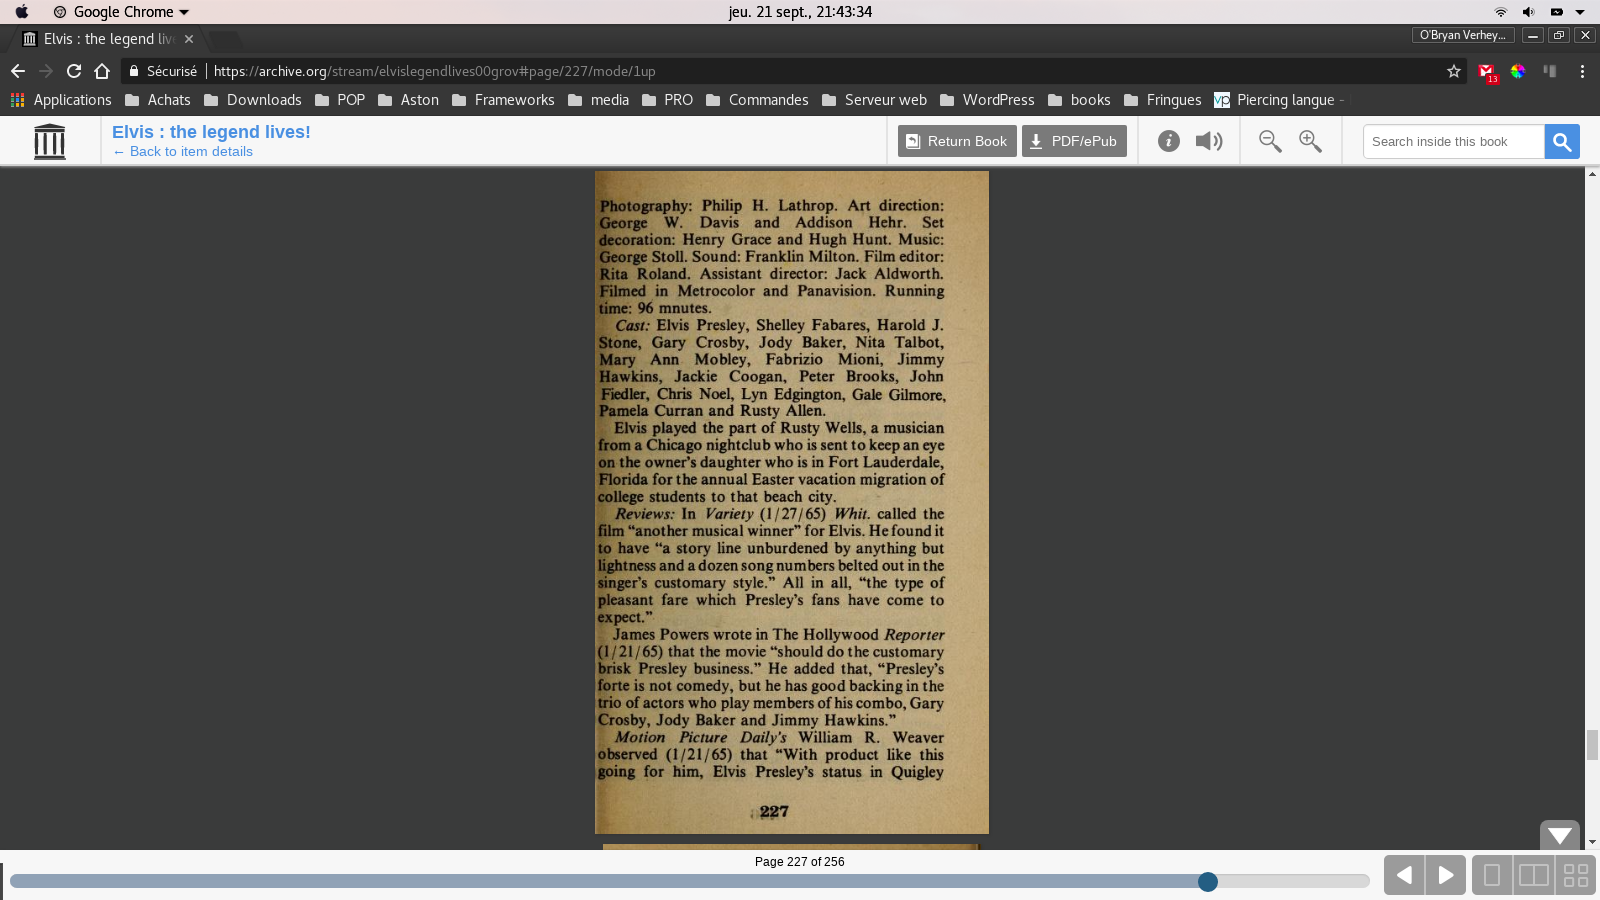 Google Chrome
jeu. 21 sept., 21:43:34
Elvis : the legend live
O'Bryan Verhey...
Sécurisé
https://archive.org/stream/elvislegendlives00grov#page/227/mode/1up
13
Applications Achats Downloads POP Aston Frameworks media PRO Commandes Serveur web WordPress books Fringues vp Piercing langue -
Elvis : the legend lives!
← Back to item details
Return Book
PDF/ePub
Search inside this book
Photography: Philip H. Lathrop. Art direction:
George W. Davis and Addison Hehr. Set
decoration: Henry Grace and Hugh Hunt. Music:
George Stoll. Sound: Franklin Milton. Film editor:
Rita Roland. Assistant director: Jack Aldworth.
Filmed in Metrocolor and Panavision. Running
time: 96 mnutes.
Cast: Elvis Presley, Shelley Fabares, Harold J.
Stone, Gary Crosby, Jody Baker, Nita Talbot,
Mary Ann Mobley, Fabrizio Mioni, Jimmy
Hawkins, Jackie Coogan, Peter Brooks, John
Fiedler, Chris Noel, Lyn Edgington, Gale Gilmore,
Pamela Curran and Rusty Allen.
Elvis played the part of Rusty Wells, a musician
from a Chicago nightclub who is sent to keep an eye
on the owner's daughter who is in Fort Lauderdale,
Florida for the annual Easter vacation migration of
college students to that beach city.
Reviews: In Variety (1/27/65) Whit. called the
film “another musical winner” for Elvis. He found it
to have “a story line unburdened by anything but
lightness and a dozen song numbers belted out in the
singer's customary style.” All in all, “the type of
pleasant fare which Presley's fans have come to
expect.”
James Powers wrote in The Hollywood Reporter
(1/21/65) that the movie “should do the customary
brisk Presley business.” He added that, “Presley's
forte is not comedy, but he has good backing in the
trio of actors who play members of his combo, Gary
Crosby, Jody Baker and Jimmy Hawkins.”
Motion Picture Daily's William R. Weaver
observed (1/21/65) that “With product like this
going for him, Elvis Presley's status in Quigley
227
Page 227 of 256